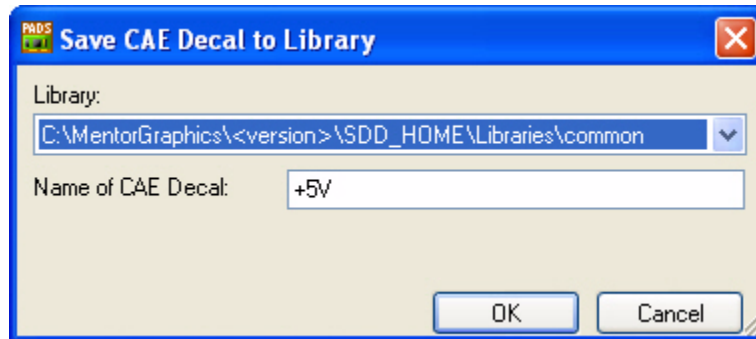 PADS
Save CAE Decal to Library
Library:
C:\MentorGraphics\<version>\SDD_HOME\Libraries\common
Name of CAE Decal: +5V
OK Cancel